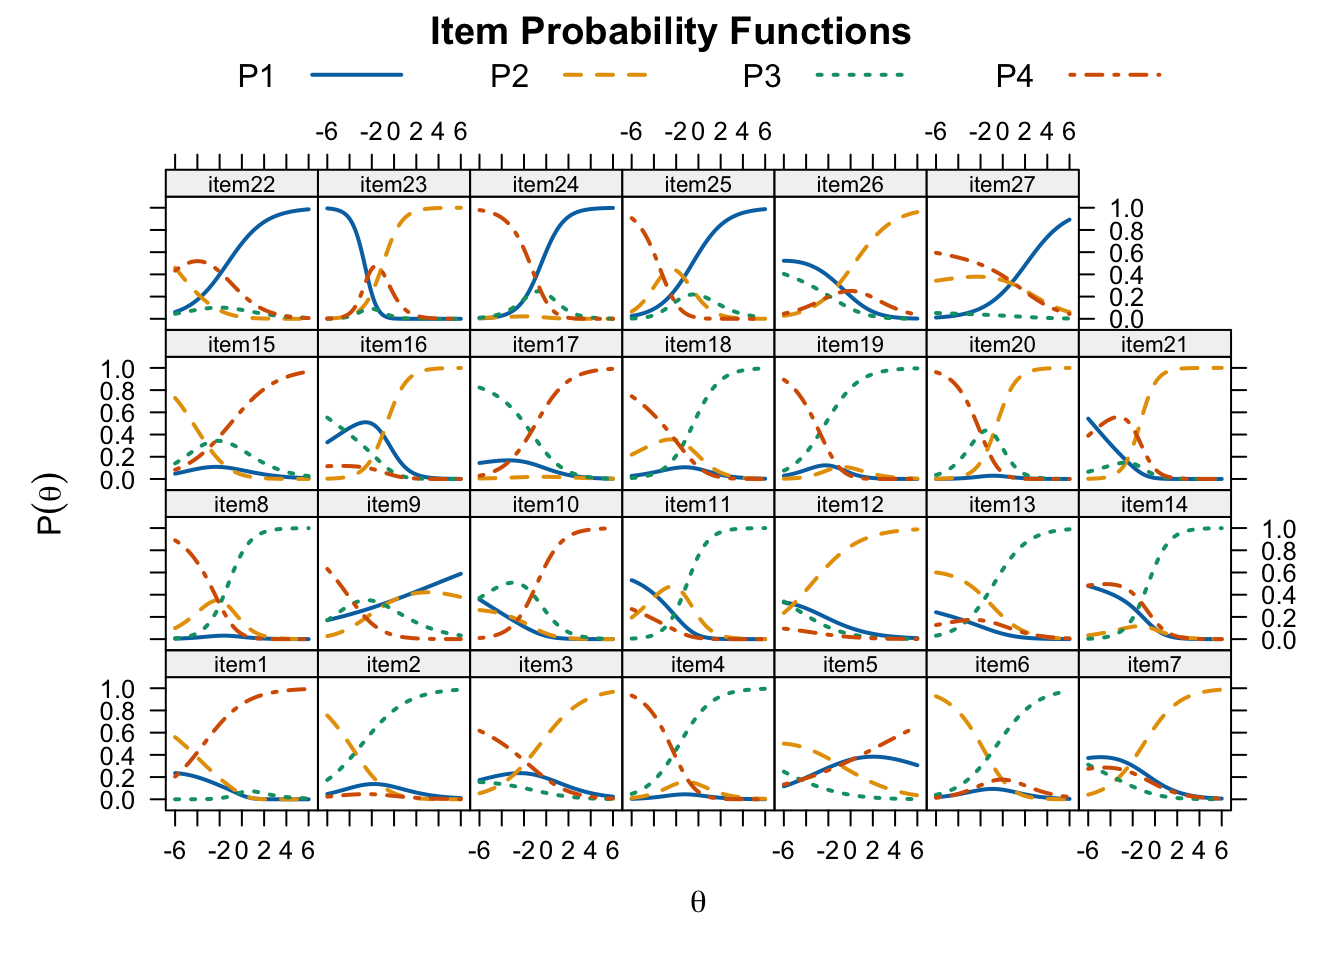 Item Probability Functions
P1 P2 P3 P4
-6 -2 0 2 4 6 -6 -2 0 2 4 6 -6 -2 0 2 4 6
item22 item23 item24 item25 item26 item27
1.0
0.8
0.6
0.4
0.2
0.0
item15 item16 item17 item18 item19 item20 item21
1.0
0.8
0.6
0.4
0.2
0.0
item8 item9 item10 item11 item12 item13 item14
1.0
0.8
0.6
0.4
0.2
0.0
item1 item2 item3 item4 item5 item6 item7
1.0
0.8
0.6
0.4
0.2
0.0
-6 -2 0 2 4 6 -6 -2 0 2 4 6 -6 -2 0 2 4 6 -6 -2 0 2 4 6
P(θ)
θ